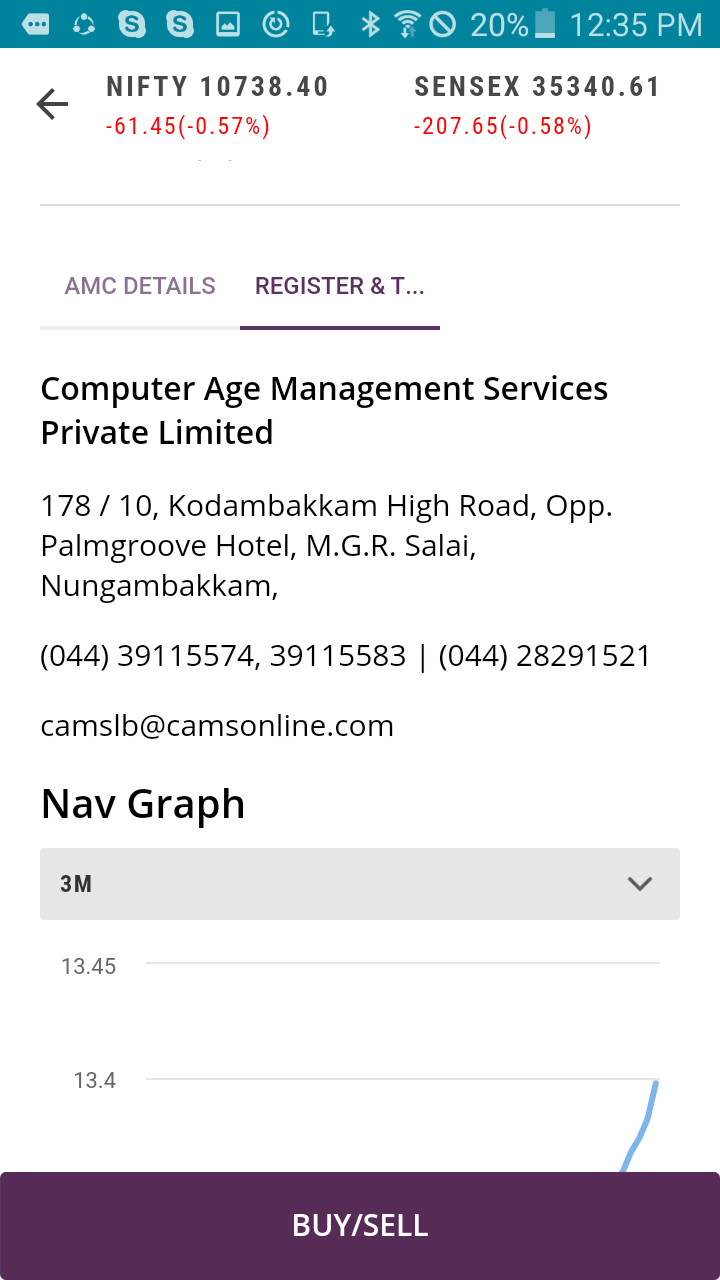 20% 12:35 PM
NIFTY 10738.40 SENSEX 35340.61
-61.45(-0.57%) -207.65(-0.58%)
AMC DETAILS REGISTER & T...
Computer Age Management Services
Private Limited
178 / 10, Kodambakkam High Road, Opp.
Palmgroove Hotel, M.G.R. Salai,
Nungambakkam,
(044) 39115574, 39115583 | (044) 28291521
camslb@camsonline.com
Nav Graph
3M
13.45
13.4
BUY/SELL